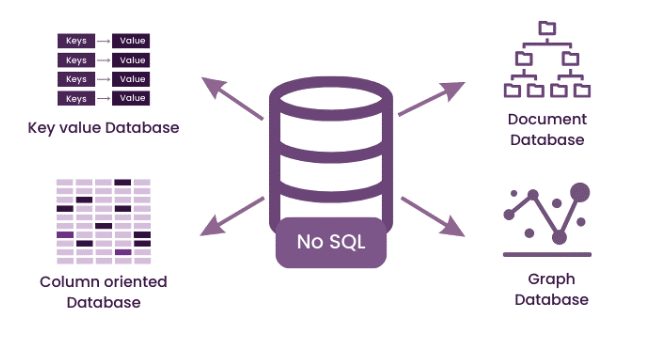 Keys Value
Keys Value
Keys Value
Keys Value
Key value Database
Document
Database
No SQL
Column oriented
Database
Graph
Database